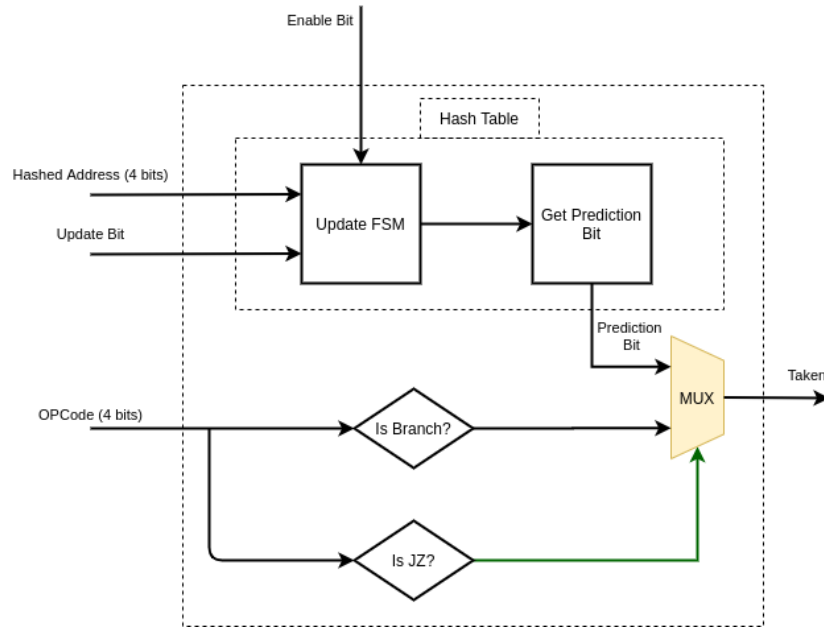 Enable Bit
Hash Table
Hashed Address (4 bits)
Update Bit
Update FSM
Get Prediction
Bit
Prediction
Bit
Taken
MUX
OPCode (4 bits)
Is Branch?
Is JZ?